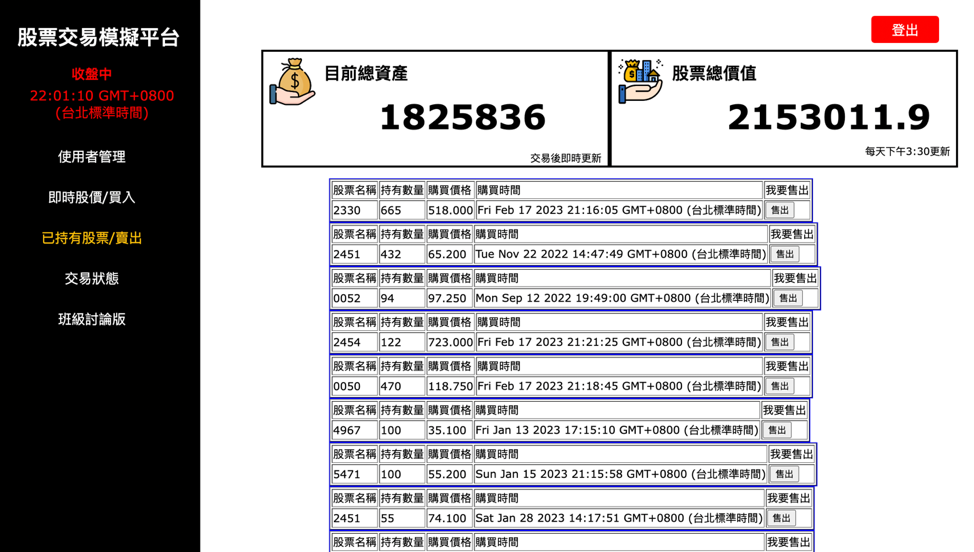 股票交易模擬平台
收盤中
22:01:10 GMT+0800
(台北標準時間)
使用者管理
即時股價/買入
已持有股票/賣出
交易狀態
班級討論版
登出
目前總資產
1825836
交易後即時更新
股票總價值
2153011.9
每天下午3:30更新
股票名稱 持有數量 購買價格 購買時間 我要售出
2330 665 518.000 Fri Feb 17 2023 21:16:05 GMT+0800 (台北標準時間) 售出
股票名稱 持有數量 購買價格 購買時間 我要售出
2451 432 65.200 Tue Nov 22 2022 14:47:49 GMT+0800 (台北標準時間) 售出
股票名稱 持有數量 購買價格 購買時間 我要售出
0052 94 97.250 Mon Sep 12 2022 19:49:00 GMT+0800 (台北標準時間) 售出
股票名稱 持有數量 購買價格 購買時間 我要售出
2454 122 723.000 Fri Feb 17 2023 21:21:25 GMT+0800 (台北標準時間) 售出
股票名稱 持有數量 購買價格 購買時間 我要售出
0050 470 118.750 Fri Feb 17 2023 21:18:45 GMT+0800 (台北標準時間) 售出
股票名稱 持有數量 購買價格 購買時間 我要售出
4967 100 35.100 Fri Jan 13 2023 17:15:10 GMT+0800 (台北標準時間) 售出
股票名稱 持有數量 購買價格 購買時間 我要售出
5471 100 55.200 Sun Jan 15 2023 21:15:58 GMT+0800 (台北標準時間) 售出
股票名稱 持有數量 購買價格 購買時間 我要售出
2451 55 74.100 Sat Jan 28 2023 14:17:51 GMT+0800 (台北標準時間) 售出
股票名稱 持有數量 購買價格 購買時間 我要售出